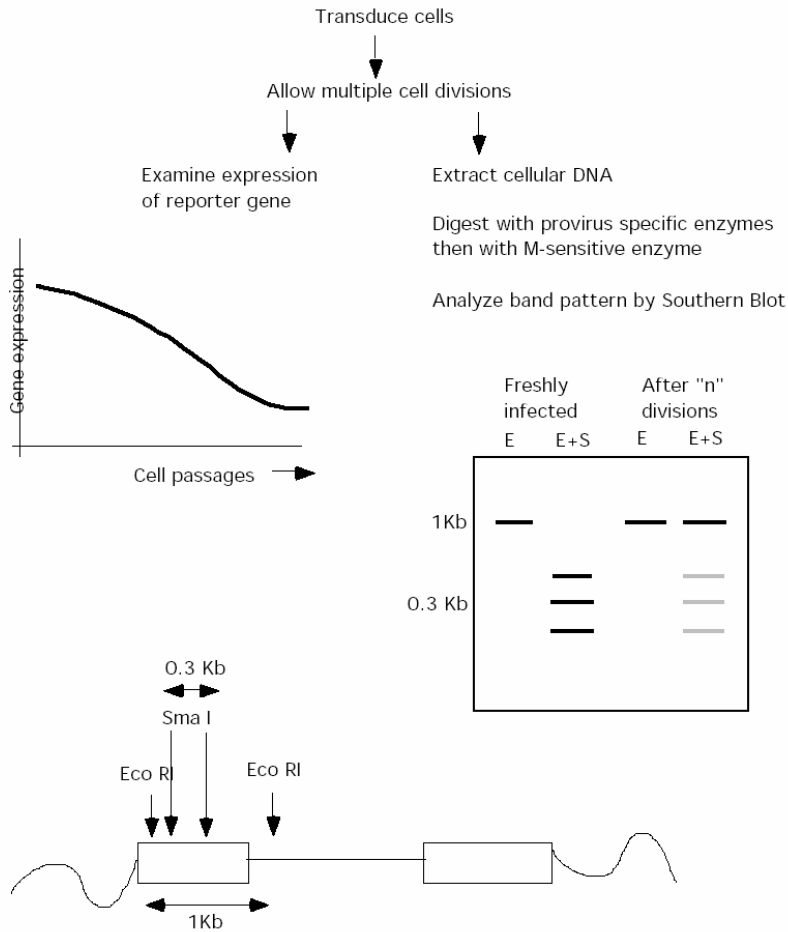 Transduce cells
Allow multiple cell divisions
Examine expression
of reporter gene
Extract cellular DNA
Digest with provirus specific enzymes
then with M-sensitive enzyme
Analyze band pattern by Southern Blot
Gene expression
Cell passages
Freshly
infected
After "n"
divisions
E
E+S
E
E+S
1Kb
0.3 Kb
0.3 Kb
Sma I
Eco RI
Eco RI
1Kb